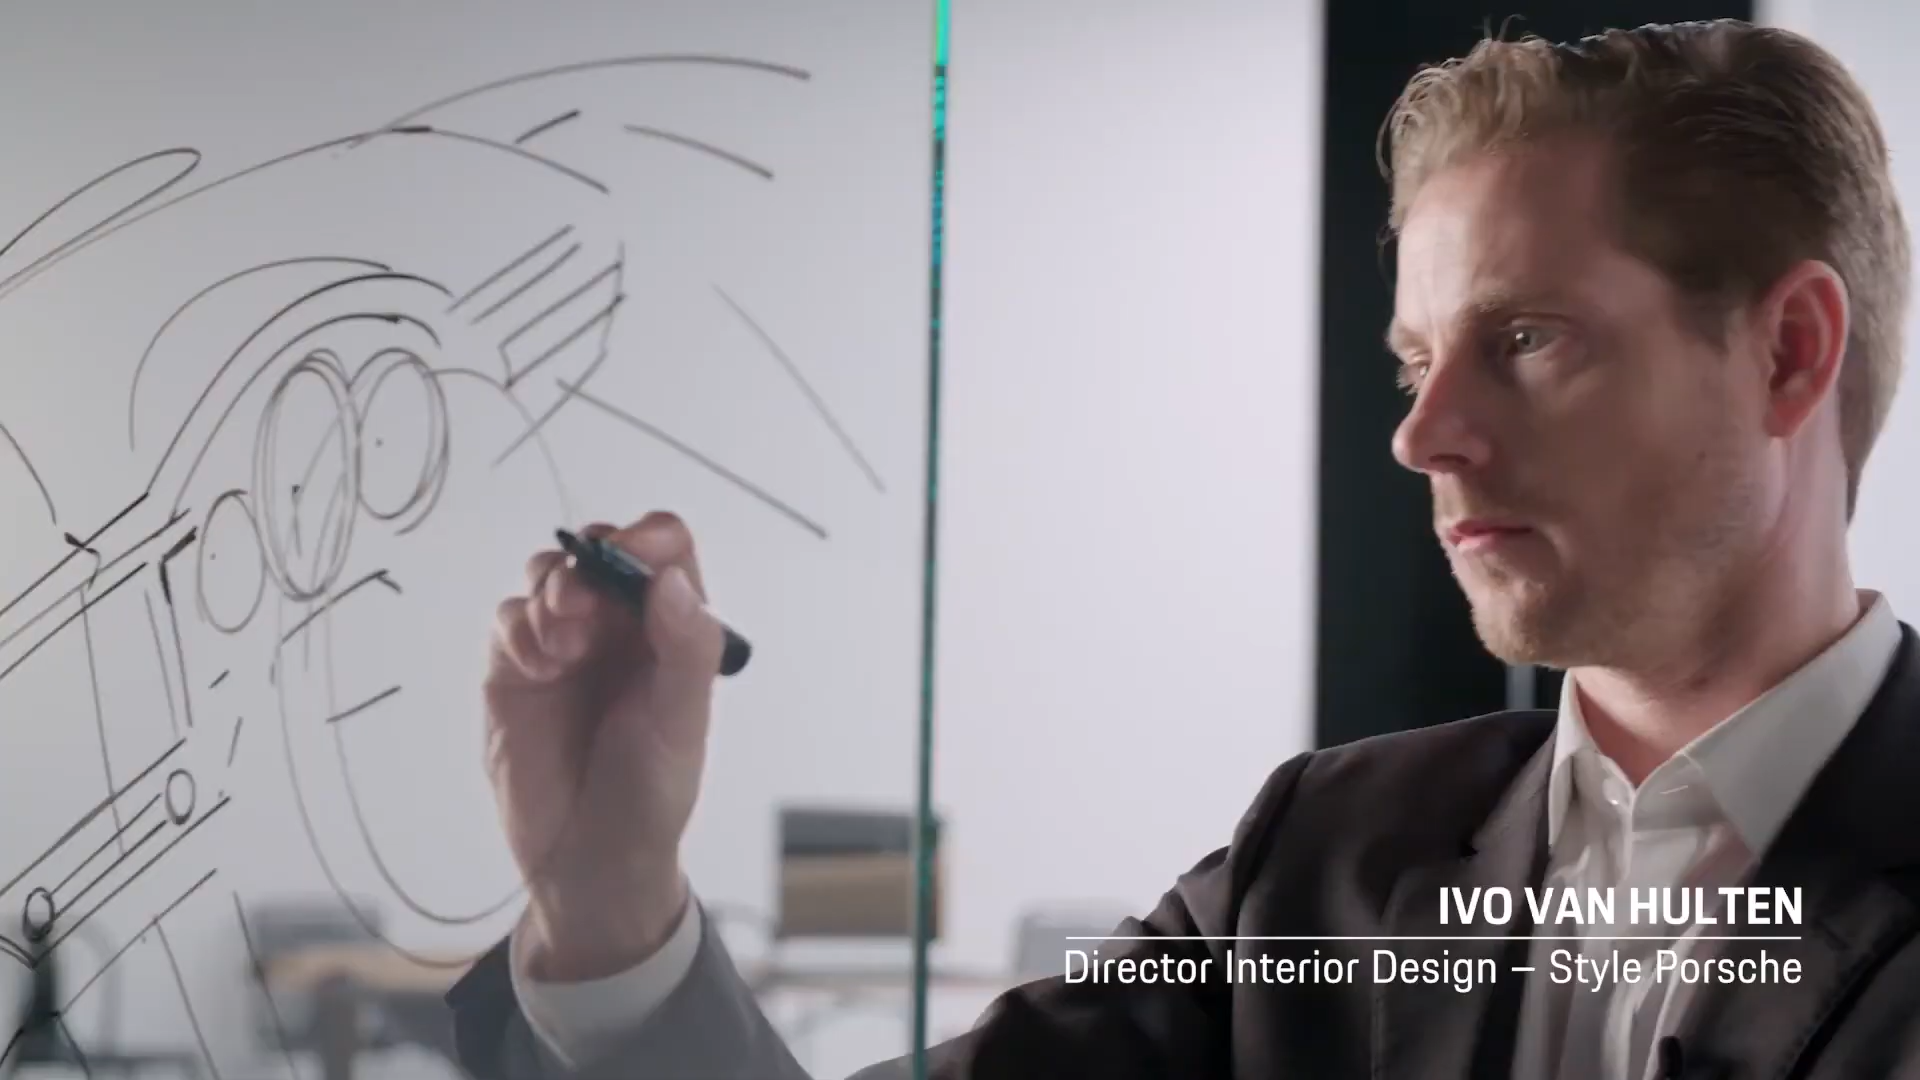 IVO VAN HULTEN
Director Interior Design – Style Porsche